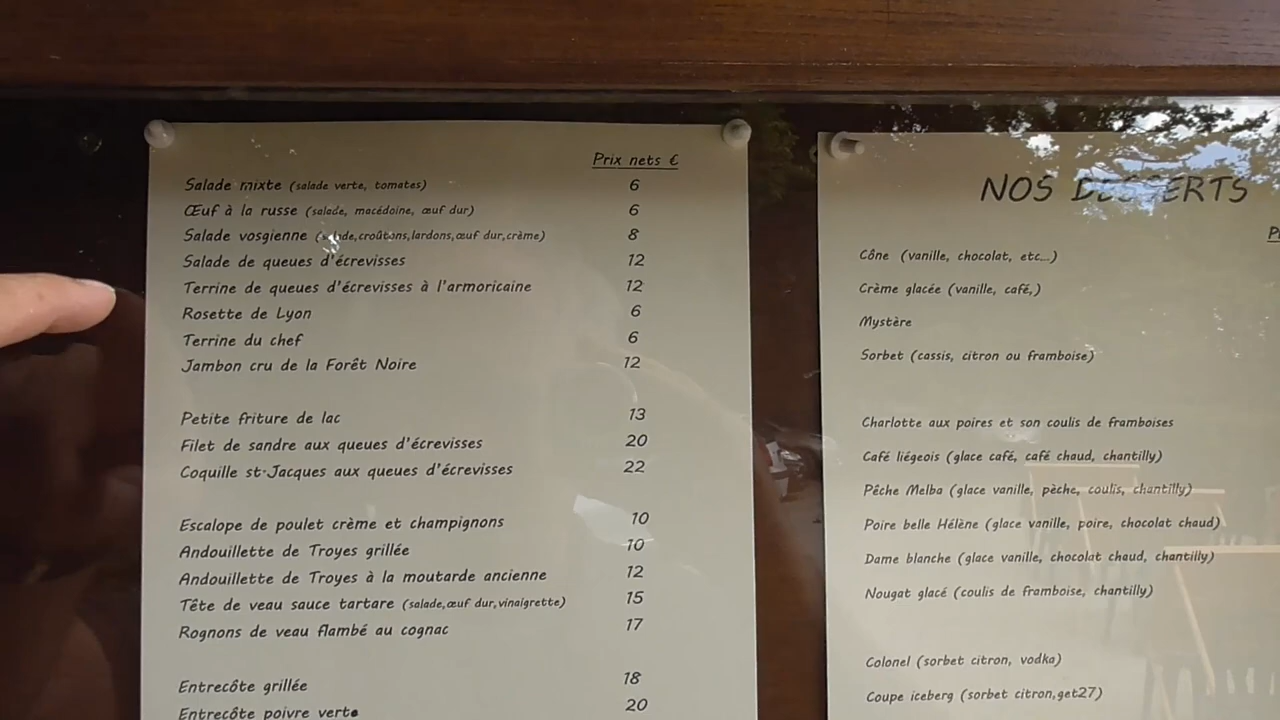 Prix nets €
Salade mixte (salade verte, tomates) 6
Œuf à la russe (salade, macédoine, œuf dur) 6
Salade vosgienne (salade,croûtons,lardons,œuf dur,crème) 8
Salade de queues d'écrevisses 12
Terrine de queues d'écrevisses à l'armoricaine 12
Rosette de Lyon 6
Terrine du chef 6
Jambon cru de la Forêt Noire 12
Petite friture de lac 13
Filet de sandre aux queues d'écrevisses 20
Coquille st-Jacques aux queues d'écrevisses 22
Escalope de poulet crème et champignons 10
Andouillette de Troyes grillée 10
Andouillette de Troyes à la moutarde ancienne 12
Tête de veau sauce tartare (salade,œuf dur,vinaigrette) 15
Rognons de veau flambé au cognac 17
Entrecôte grillée 18
Entrecôte poivre verte 20
NOS DESSERTS
Cône (vanille, chocolat, etc...)
Crème glacée (vanille, café,)
Mystère
Sorbet (cassis, citron ou framboise)
Charlotte aux poires et son coulis de framboises
Café liégeois (glace café, café chaud, chantilly)
Pêche Melba (glace vanille, pèche, coulis, chantilly)
Poire belle Hélène (glace vanille, poire, chocolat chaud)
Dame blanche (glace vanille, chocolat chaud, chantilly)
Nougat glacé (coulis de framboise, chantilly)
Colonel (sorbet citron, vodka)
Coupe iceberg (sorbet citron,get27)